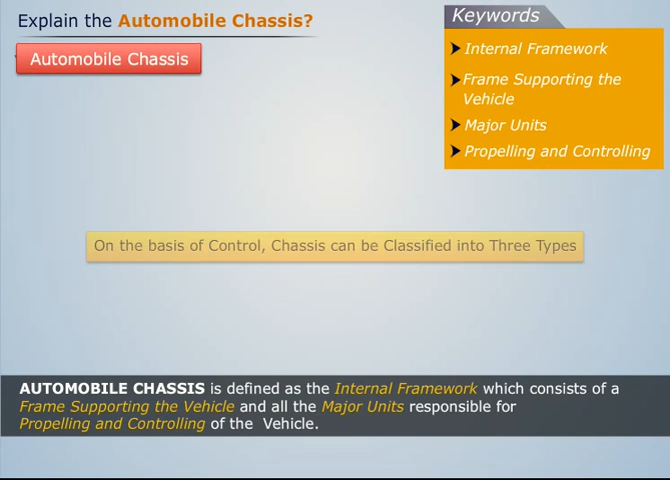 Explain the Automobile Chassis?
Automobile Chassis
Keywords
Internal Framework
Frame Supporting the
Vehicle
Major Units
Propelling and Controlling
On the basis of Control, Chassis can be Classified into Three Types
AUTOMOBILE CHASSIS is defined as the Internal Framework which consists of a
Frame Supporting the Vehicle and all the Major Units responsible for
Propelling and Controlling of the Vehicle.